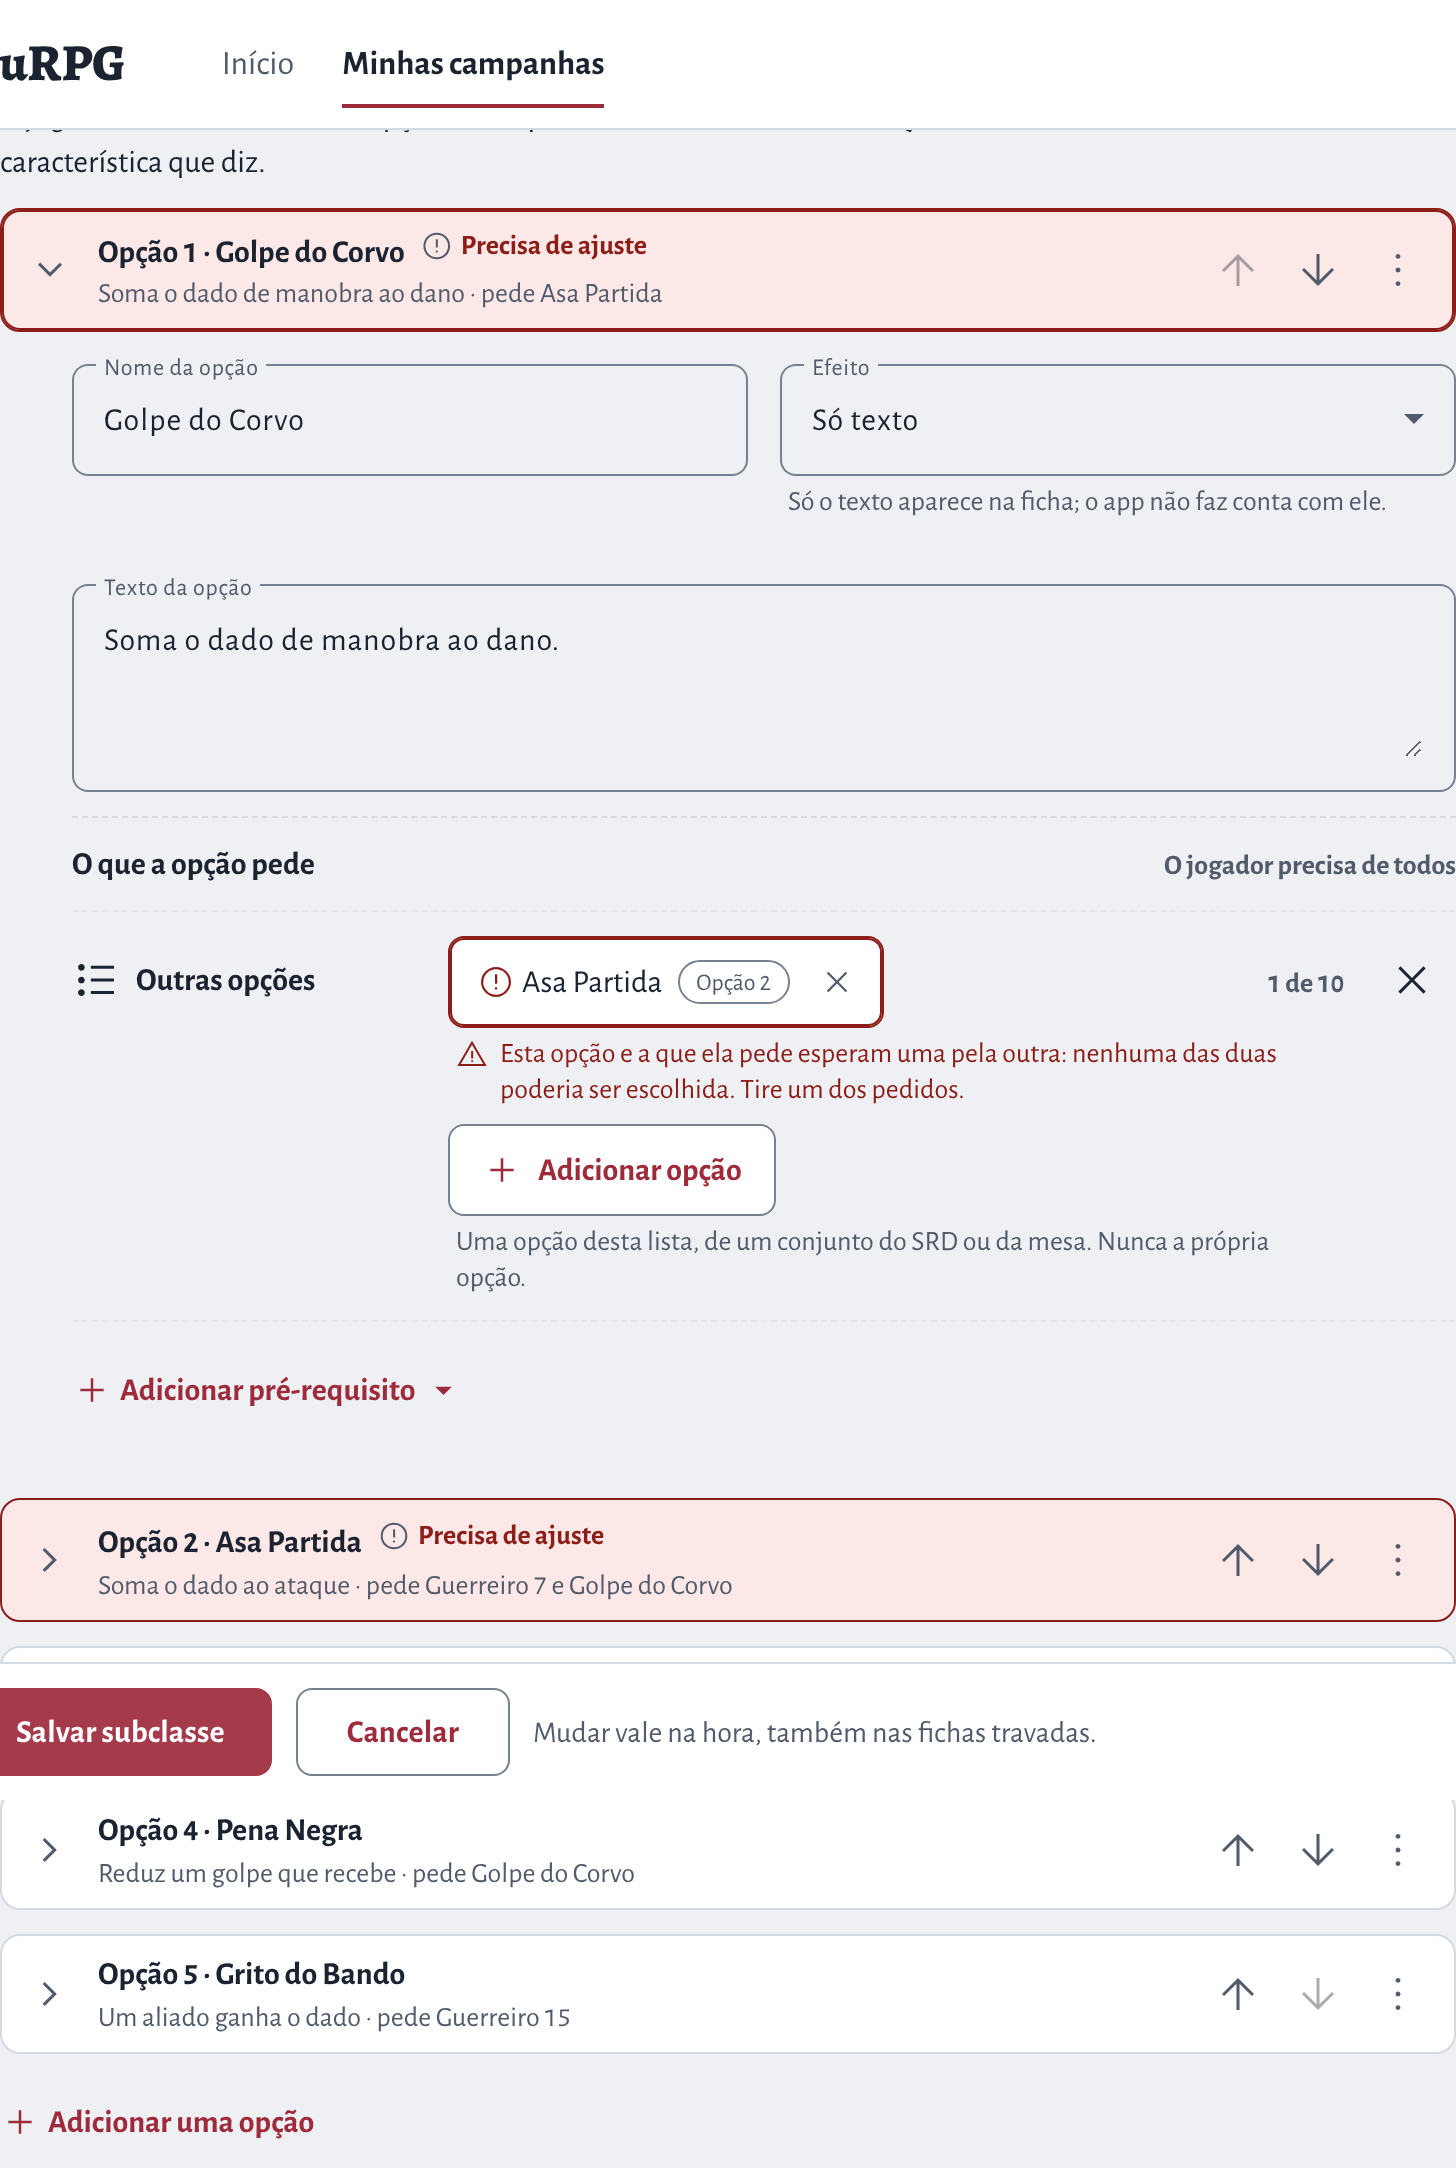 uRPG
Início
Minhas campanhas
característica que diz.
Opção 1 · Golpe do Corvo
Precisa de ajuste
Soma o dado de manobra ao dano · pede Asa Partida
Nome da opção
Golpe do Corvo
Efeito
Só texto
Só o texto aparece na ficha; o app não faz conta com ele.
Texto da opção
Soma o dado de manobra ao dano.
O que a opção pede
O jogador precisa de todos
Outras opções
Asa Partida
Opção 2
1 de 10
Esta opção e a que ela pede esperam uma pela outra: nenhuma das duas
poderia ser escolhida. Tire um dos pedidos.
Adicionar opção
Uma opção desta lista, de um conjunto do SRD ou da mesa. Nunca a própria
opção.
Adicionar pré-requisito
Opção 2 · Asa Partida
Precisa de ajuste
Soma o dado ao ataque · pede Guerreiro 7 e Golpe do Corvo
Salvar subclasse
Cancelar
Mudar vale na hora, também nas fichas travadas.
Opção 4 · Pena Negra
Reduz um golpe que recebe · pede Golpe do Corvo
Opção 5 · Grito do Bando
Um aliado ganha o dado · pede Guerreiro 15
Adicionar uma opção